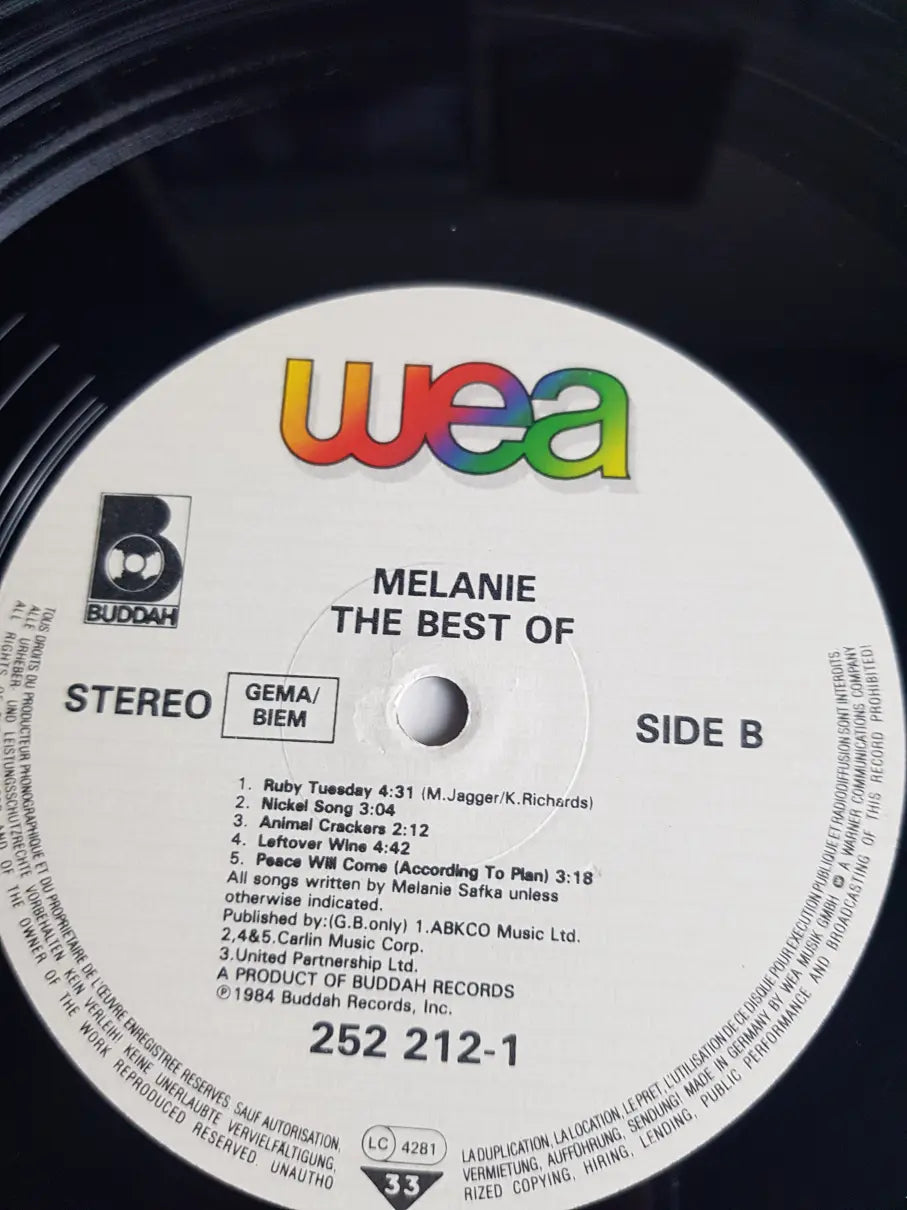 wea
B
BUDDAH
MELANIE
THE BEST OF
STEREO
GEMA/
BIEM
SIDE B
1. Ruby Tuesday 4:31 (M.Jagger/K.Richards)
2. Nickel Song 3:04
3. Animal Crackers 2:12
4. Leftover Wine 4:42
5. Peace Will Come (According To Plan) 3:18
All songs written by Melanie Safka unless
otherwise indicated.
Published by:(G.B.only) 1.ABKCO Music Ltd.
2,4&5.Carlin Music Corp.
3.United Partnership Ltd.
A PRODUCT OF BUDDAH RECORDS
℗1984 Buddah Records, Inc.
252 212-1
TOUS DROITS DU PRODUCTEUR PHONOGRAPHIQUE ET DU PROPRIETAIRE DE L'ŒUVRE ENREGISTREE RESERVES SAUF AUTORISATION,
ALLE URHEBER UND LEISTUNGSSCHUTZRECHTE VORBEHALTEN KEIN VERLEIH! KEINE UNERLAUBTE VERVIELFÄLTIGUNG,
ALL RIGHTS AND OF THE OWNER OF THE WORK REPRODUCED RESERVED. UNAUTHO
LC 4281
33
LA DUPLICATION, LA LOCATION, LE PRET, L'UTILISATION DE CE DISQUE POUR EXECUTION PUBLIQUE ET RADIODIFFUSION SONT INTERDITS
VERMIETUNG, AUFFÜHRUNG, SENDUNG! MADE IN GERMANY BY WEA MUSIK GMBH A WARNER COMMUNICATIONS COMPANY
RIZED COPYING, HIRING, LENDING, PUBLIC PERFORMANCE AND BROADCASTING OF THIS RECORD PROHIBITED!